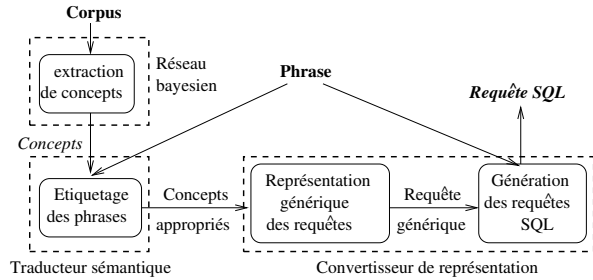 Corpus
extraction
de concepts
Réseau
bayesien
Phrase
Requête SQL
Concepts
Etiquetage
des phrases
Concepts
appropriés
Représentation
générique
des requêtes
Requête
générique
Génération
des requêtes
SQL
Traducteur sémantique
Convertisseur de représentation